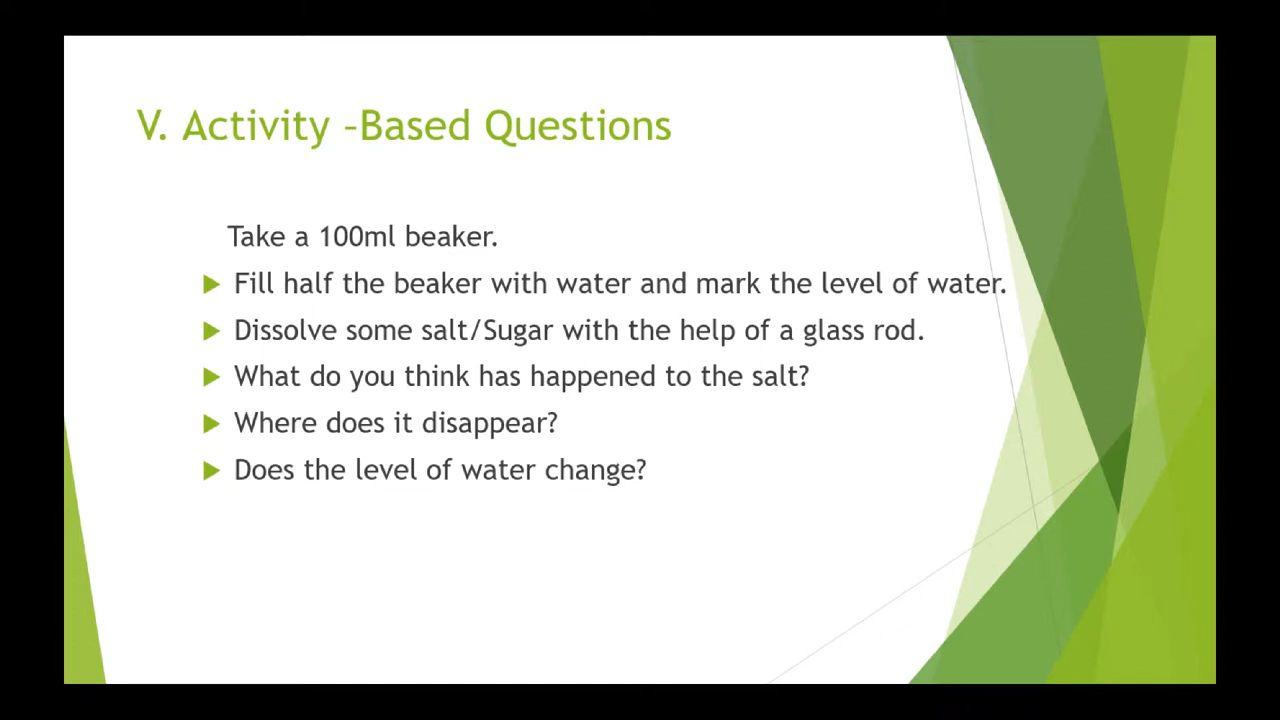 V. Activity –Based Questions
Take a 100ml beaker.
Fill half the beaker with water and mark the level of water.
Dissolve some salt/Sugar with the help of a glass rod.
What do you think has happened to the salt?
Where does it disappear?
Does the level of water change?